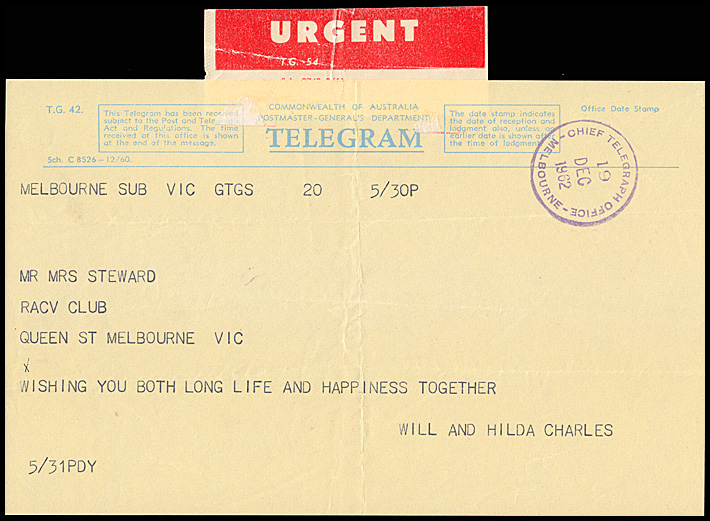 URGENT
T.G. 54
T.G. 42.
This Telegram has been received
subject to the Post and Telegraph
Act and Regulations. The time
received at this office is shown
at the end of the message.
COMMONWEALTH OF AUSTRALIA
POSTMASTER-GENERAL'S DEPARTMENT
TELEGRAM
The date stamp indicates
the date of reception and
lodgment also, unless an
earlier date is shown after
the time of lodgment.
Office Date Stamp
Sch. C 8526-12/60.
CHIEF TELEGRAPH OFFICE
-MELBOURNE-
19
DEC
1962
MELBOURNE SUB VIC GTGS 20 5/30P
MR MRS STEWARD
RACV CLUB
QUEEN ST MELBOURNE VIC
X
WISHING YOU BOTH LONG LIFE AND HAPPINESS TOGETHER
WILL AND HILDA CHARLES
5/31PDY